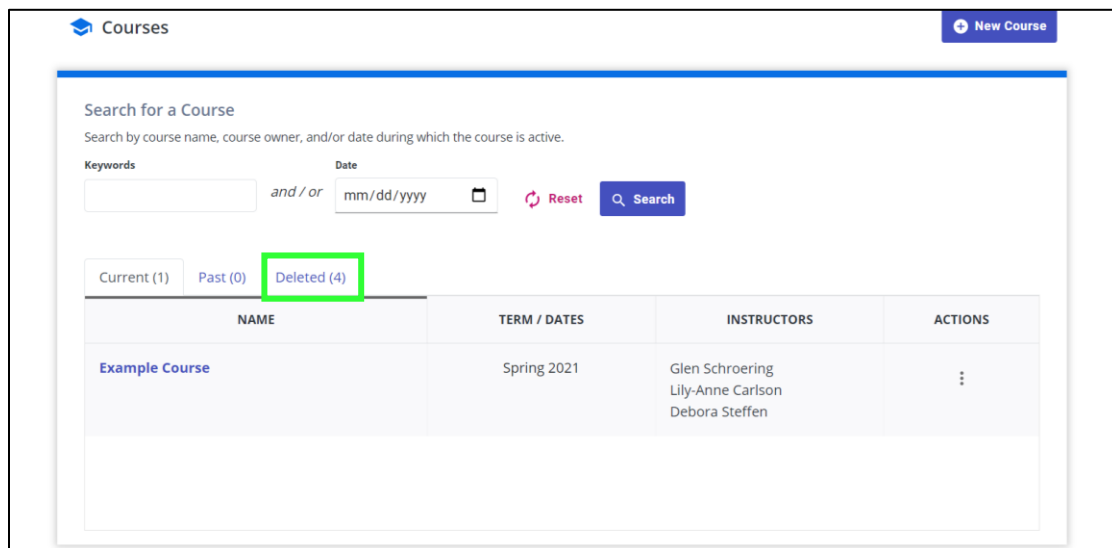 Courses
New Course
Search for a Course
Search by course name, course owner, and/or date during which the course is active.
Keywords
Date
and / or
mm/dd/yyyy
Reset
Search
Current (1)
Past (0)
Deleted (4)
NAME
TERM / DATES
INSTRUCTORS
ACTIONS
Example Course
Spring 2021
Glen Schroering
Lily-Anne Carlson
Debora Steffen